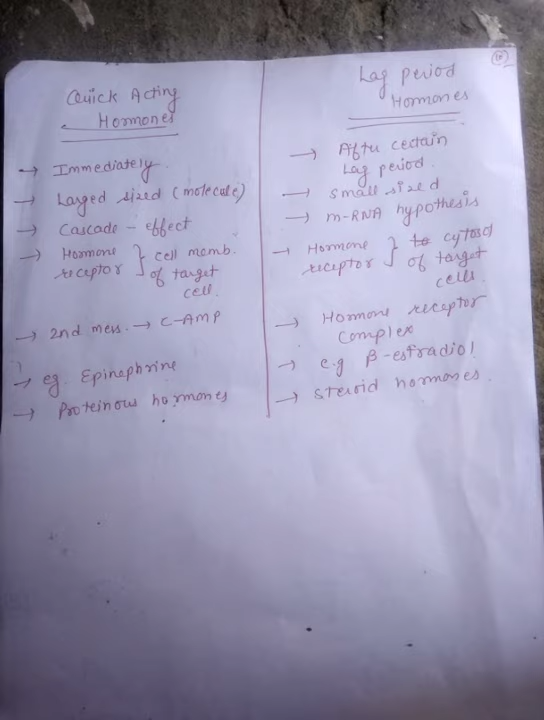 Quick Acting
Hormones
→ Immediately.
→ Larged sized (molecule)
→ Cascade - effect
→ Hormone } cell memb.
receptor of target
cell.
→ 2nd mess. → C-AMP
→ eg. Epinephrine
→ Proteinous hormones
Lag period
Hormones
→ After certain
Lag period.
→ small sized
→ m-RNA hypothesis
→ Hormone } cytosol
receptor of target
cells.
→ Hormone receptor
Complex
→ e.g β-estradiol
→ Steroid hormones.